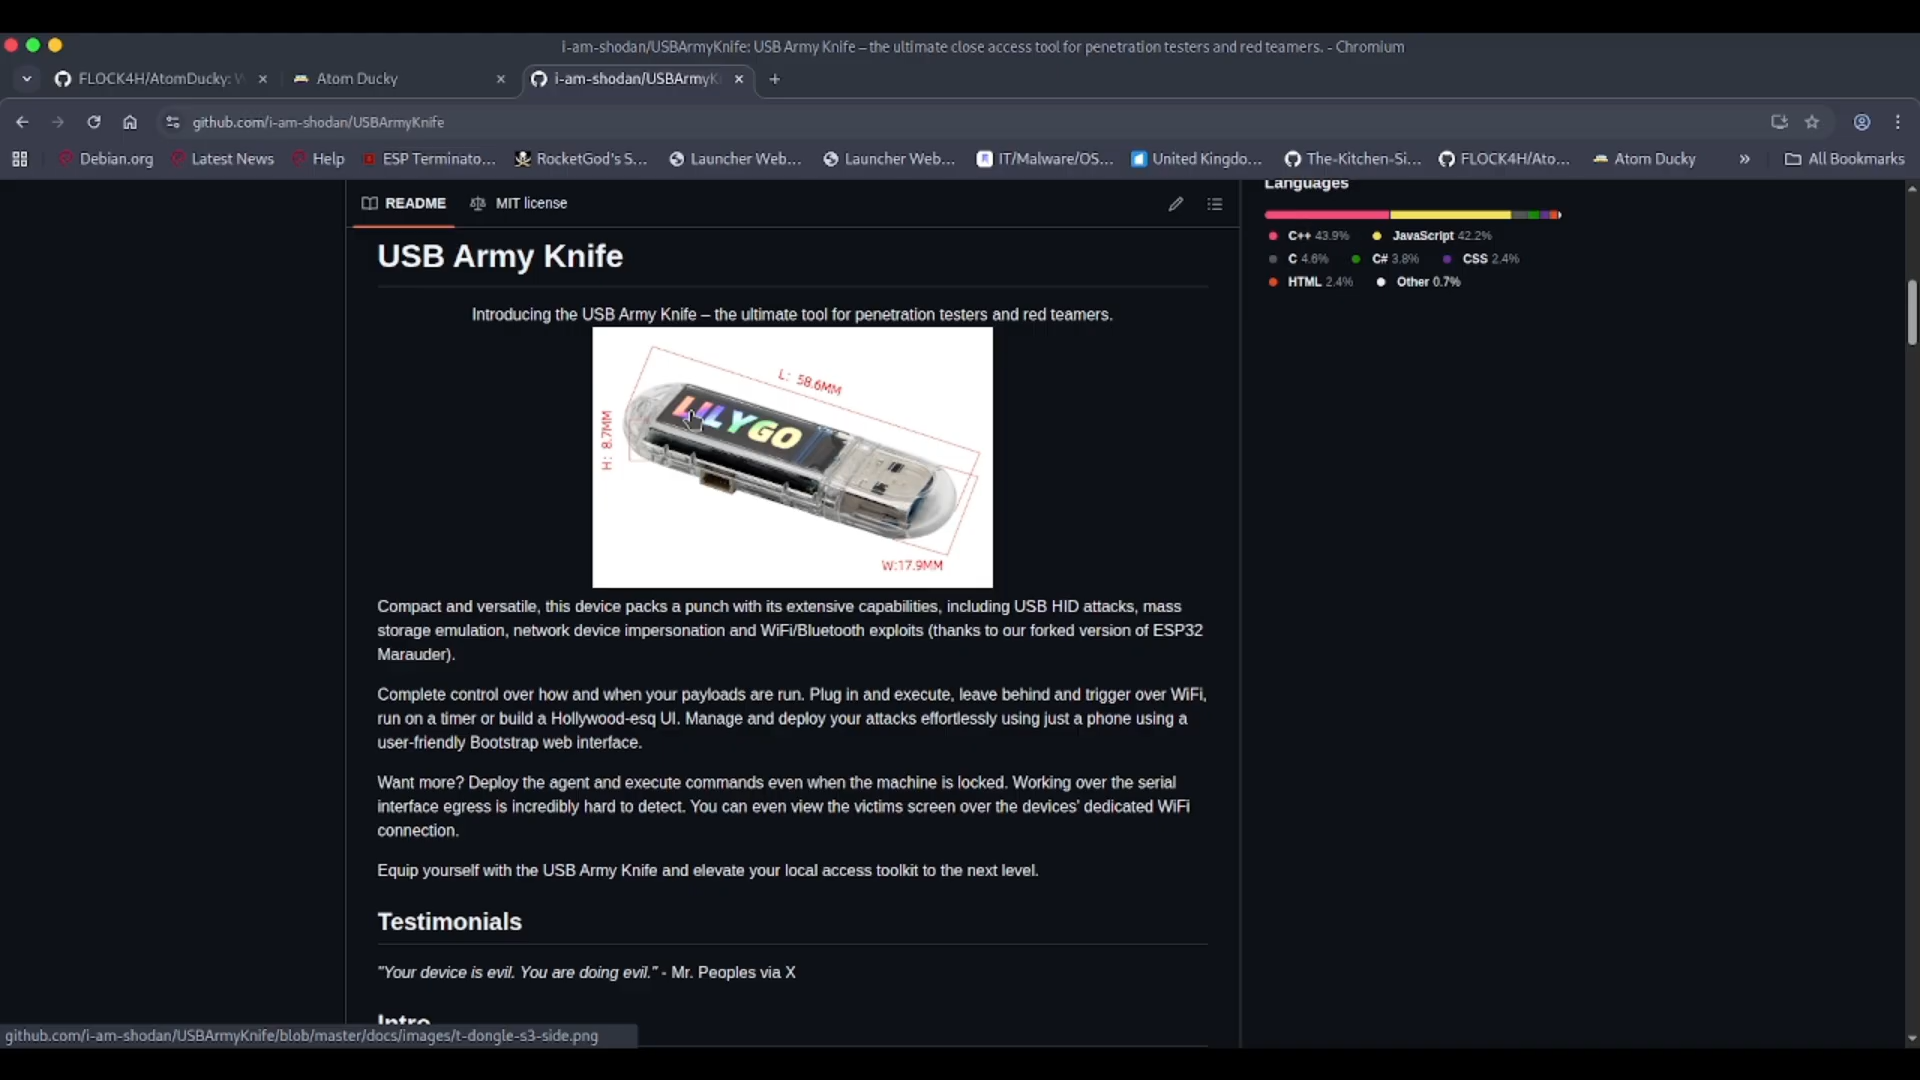 i-am-shodan/USBArmyKnife: USB Army Knife – the ultimate close access tool for penetration testers and red teamers. - Chromium
FLOCK4H/AtomDucky:
Atom Ducky
i-am-shodan/USBArmyK
github.com/i-am-shodan/USBArmyKnife
Debian.org
Latest News
Help
ESP Terminato...
RocketGod's S...
Launcher Web...
Launcher Web...
IT/Malware/OS...
United Kingdo...
The-Kitchen-Si...
FLOCK4H/Ato...
Atom Ducky
»
All Bookmarks
README
MIT license
Languages
C++ 43.9%
JavaScript 42.2%
C 4.6%
C# 3.8%
CSS 2.4%
HTML 2.4%
Other 0.7%
USB Army Knife
Introducing the USB Army Knife – the ultimate tool for penetration testers and red teamers.
L: 58.6MM
H: 8.7MM
LILYGO
W:17.9MM
Compact and versatile, this device packs a punch with its extensive capabilities, including USB HID attacks, mass
storage emulation, network device impersonation and WiFi/Bluetooth exploits (thanks to our forked version of ESP32
Marauder).
Complete control over how and when your payloads are run. Plug in and execute, leave behind and trigger over WiFi,
run on a timer or build a Hollywood-esq UI. Manage and deploy your attacks effortlessly using just a phone using a
user-friendly Bootstrap web interface.
Want more? Deploy the agent and execute commands even when the machine is locked. Working over the serial
interface egress is incredibly hard to detect. You can even view the victims screen over the devices' dedicated WiFi
connection.
Equip yourself with the USB Army Knife and elevate your local access toolkit to the next level.
Testimonials
"Your device is evil. You are doing evil." - Mr. Peoples via X
Intro
github.com/i-am-shodan/USBArmyKnife/blob/master/docs/images/t-dongle-s3-side.png